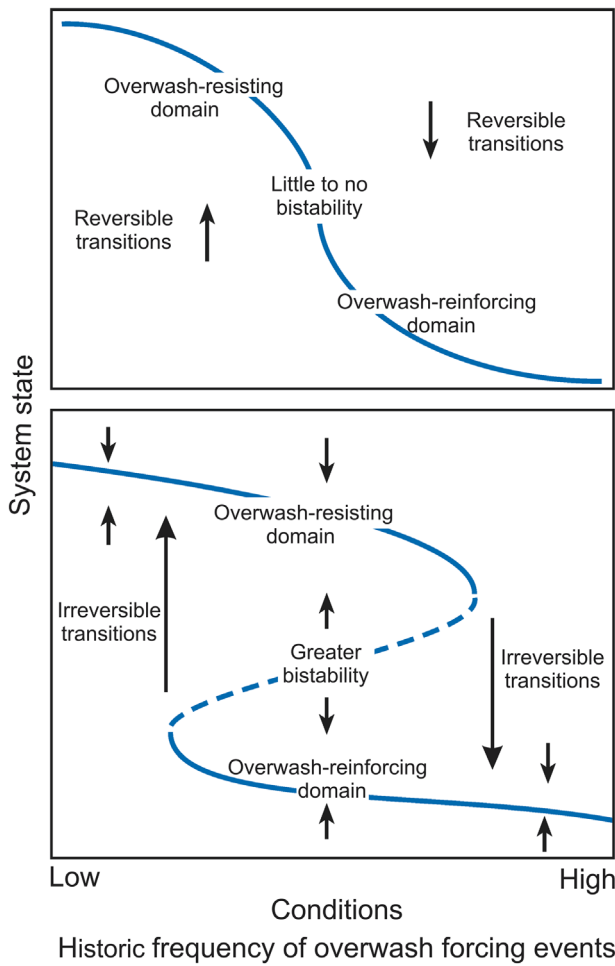 Overwash-resisting
domain
Reversible
transitions
Little to no
bistability
Reversible
transitions
Overwash-reinforcing
domain
System state
Overwash-resisting
domain
Irreversible
transitions
Greater
bistability
Irreversible
transitions
Overwash-reinforcing
domain
Low
High
Conditions
Historic frequency of overwash forcing events